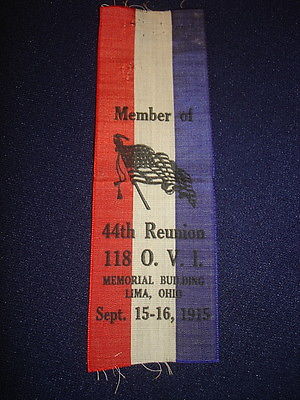 Member of
44th Reunion
118 O. V. I.
MEMORIAL BUILDING
LIMA, OHIO
Sept. 15-16, 1915